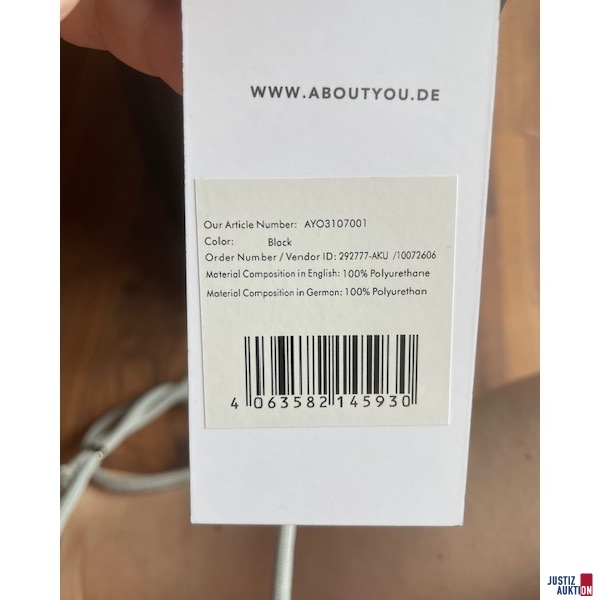 WWW.ABOUTYOU.DE
Our Article Number: AYO3107001
Color: Black
Order Number / Vendor ID: 292777-AKU /10072606
Material Composition in English: 100% Polyurethane
Material Composition in German: 100% Polyurethan
4 063582 145930
JUSTIZ
AUKTION